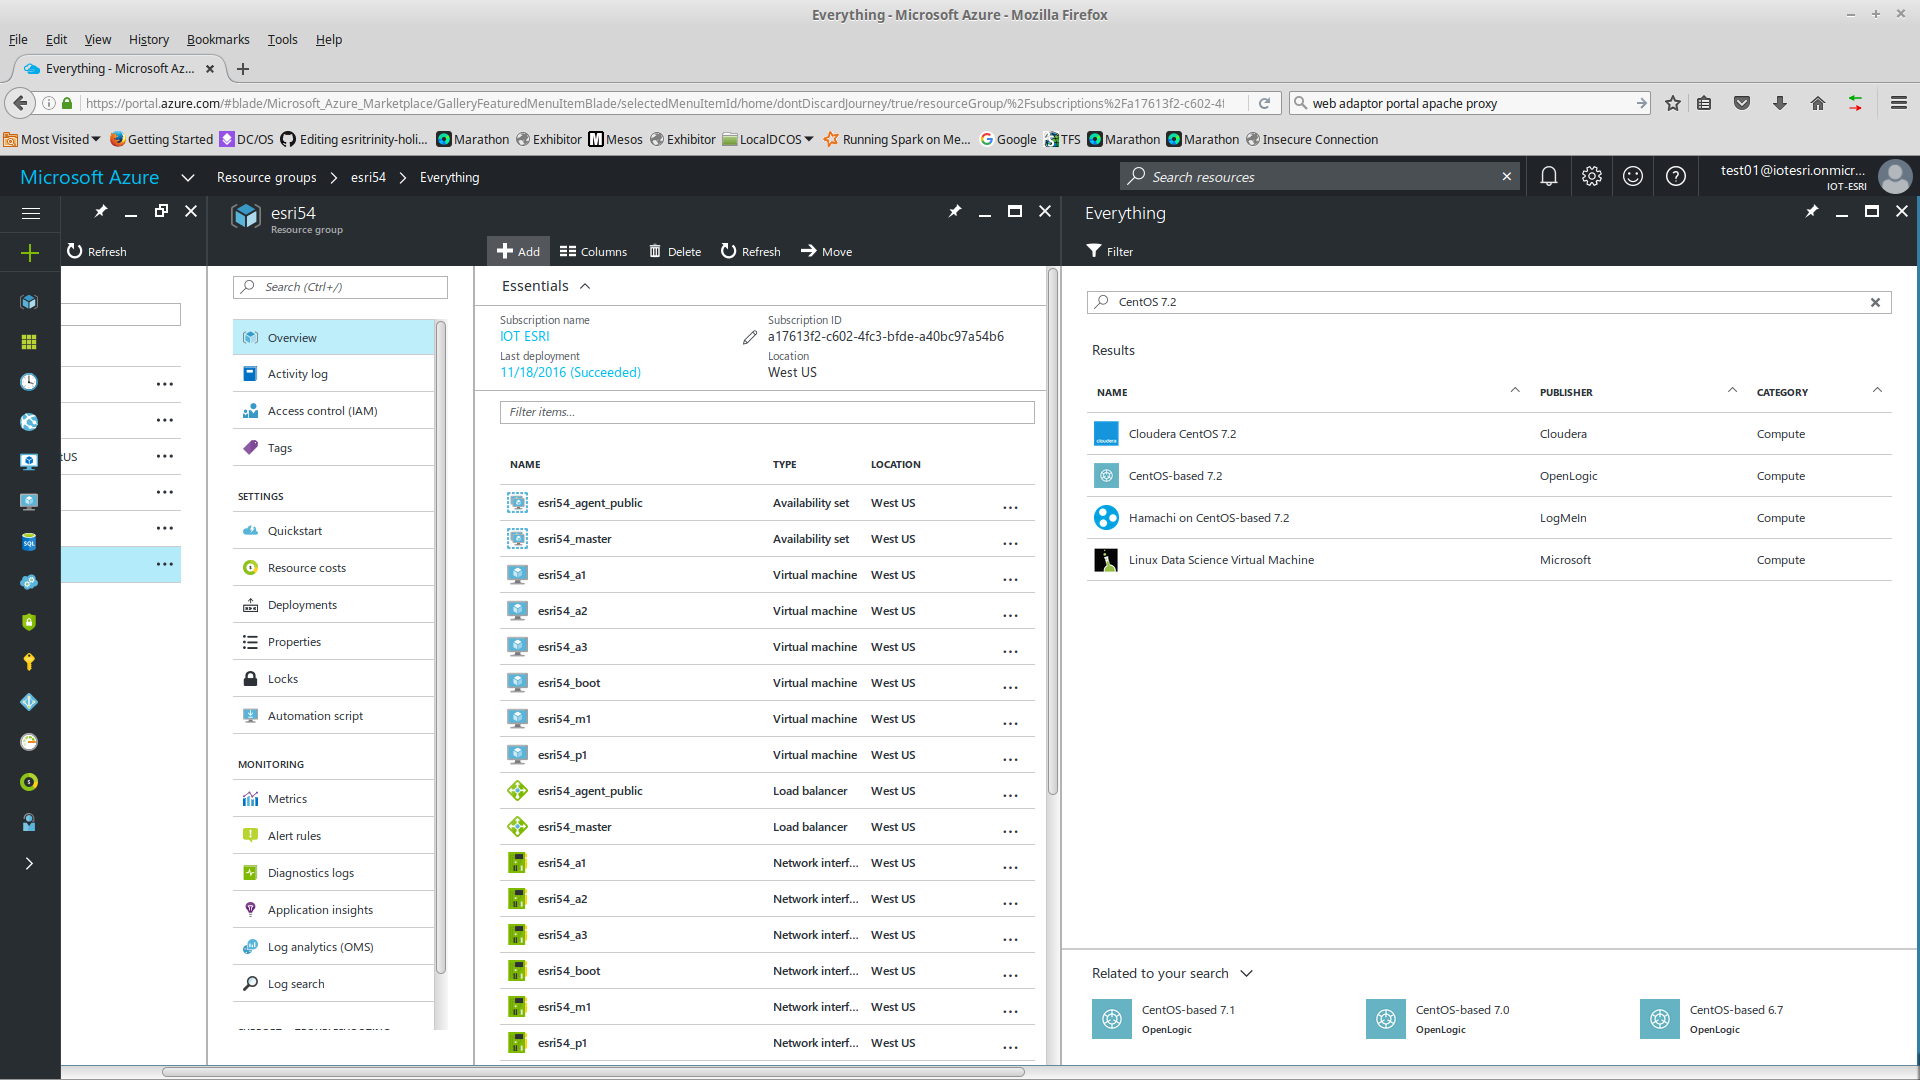 Everything - Microsoft Azure - Mozilla Firefox
File Edit View History Bookmarks Tools Help
Everything - Microsoft Az...
https://portal.azure.com/#blade/Microsoft_Azure_Marketplace/GalleryFeaturedMenuItemBlade/selectedMenuItemId/home/dontDiscardJourney/true/resourceGroup/%2Fsubscriptions%2Fa17613f2-c602-4f
web adaptor portal apache proxy
Most Visited Getting Started DC/OS Editing esritrinity-holi... Marathon Exhibitor Mesos Exhibitor LocalDCOS Running Spark on Me... Google TFS Marathon Marathon Insecure Connection
Microsoft Azure Resource groups esri54 Everything
Search resources
test01@iotesri.onmicr...
IOT-ESRI
Refresh
tUS
esri54
Resource group
Add Columns Delete Refresh Move
Search (Ctrl+/)
Overview
Activity log
Access control (IAM)
Tags
SETTINGS
Quickstart
Resource costs
Deployments
Properties
Locks
Automation script
MONITORING
Metrics
Alert rules
Diagnostics logs
Application insights
Log analytics (OMS)
Log search
Essentials
Subscription name Subscription ID
IOT ESRI a17613f2-c602-4fc3-bfde-a40bc97a54b6
Last deployment Location
11/18/2016 (Succeeded) West US
Filter items...
NAME TYPE LOCATION
esri54_agent_public Availability set West US
esri54_master Availability set West US
esri54_a1 Virtual machine West US
esri54_a2 Virtual machine West US
esri54_a3 Virtual machine West US
esri54_boot Virtual machine West US
esri54_m1 Virtual machine West US
esri54_p1 Virtual machine West US
esri54_agent_public Load balancer West US
esri54_master Load balancer West US
esri54_a1 Network interf... West US
esri54_a2 Network interf... West US
esri54_a3 Network interf... West US
esri54_boot Network interf... West US
esri54_m1 Network interf... West US
esri54_p1 Network interf... West US
Everything
Filter
CentOS 7.2
Results
NAME PUBLISHER CATEGORY
Cloudera CentOS 7.2 Cloudera Compute
CentOS-based 7.2 OpenLogic Compute
Hamachi on CentOS-based 7.2 LogMeIn Compute
Linux Data Science Virtual Machine Microsoft Compute
Related to your search
CentOS-based 7.1
OpenLogic
CentOS-based 7.0
OpenLogic
CentOS-based 6.7
OpenLogic